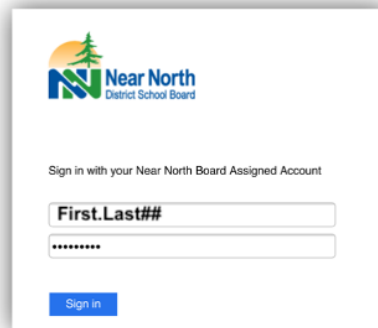 Near North
District School Board
Sign in with your Near North Board Assigned Account
First.Last##
•••••••••
Sign in